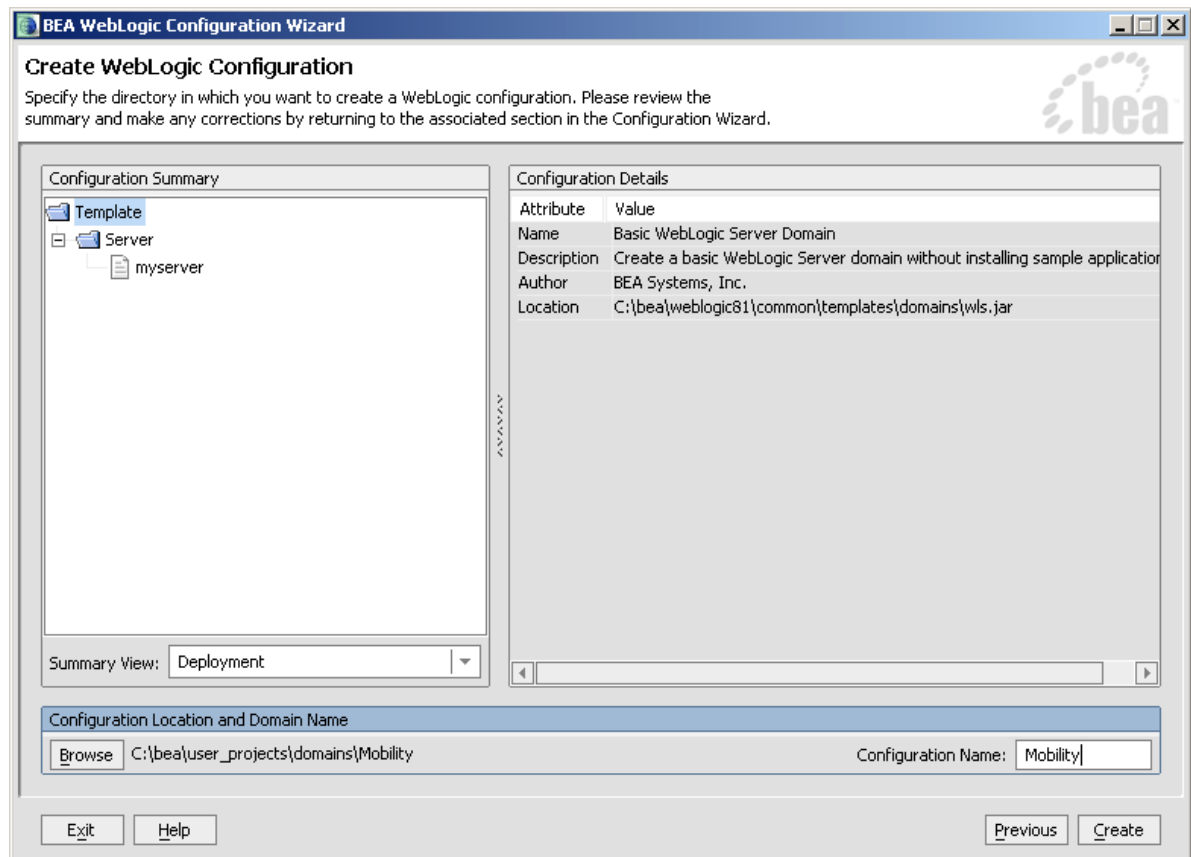 BEA WebLogic Configuration Wizard
Create WebLogic Configuration
Specify the directory in which you want to create a WebLogic configuration. Please review the
summary and make any corrections by returning to the associated section in the Configuration Wizard.
bea
Configuration Summary
Template
Server
myserver
Summary View: Deployment
Configuration Details
Attribute Value
Name Basic WebLogic Server Domain
Description Create a basic WebLogic Server domain without installing sample application
Author BEA Systems, Inc.
Location C:\bea\weblogic81\common\templates\domains\wls.jar
Configuration Location and Domain Name
Browse C:\bea\user_projects\domains\Mobility Configuration Name: Mobility
Exit Help Previous Create